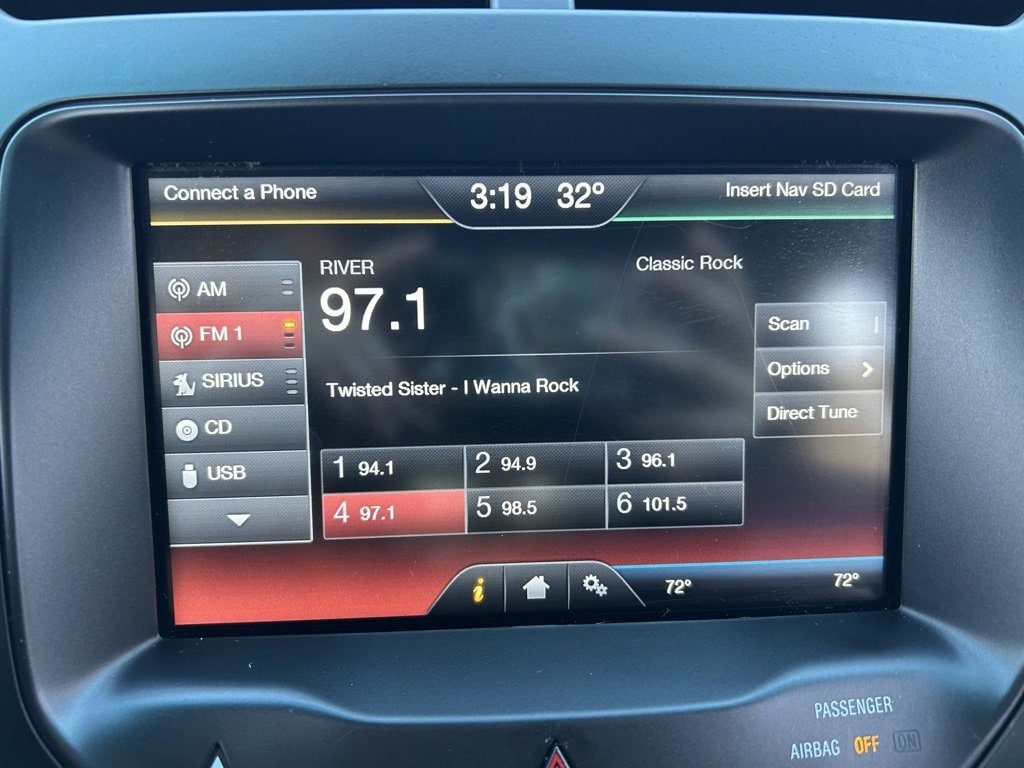 Connect a Phone
3:19 32°
Insert Nav SD Card
AM
FM 1
SIRIUS
CD
USB
RIVER
97.1
Classic Rock
Twisted Sister - I Wanna Rock
1 94.1
2 94.9
3 96.1
4 97.1
5 98.5
6 101.5
Scan
Options >
Direct Tune
i
72°
72°
PASSENGER
AIRBAG OFF ON